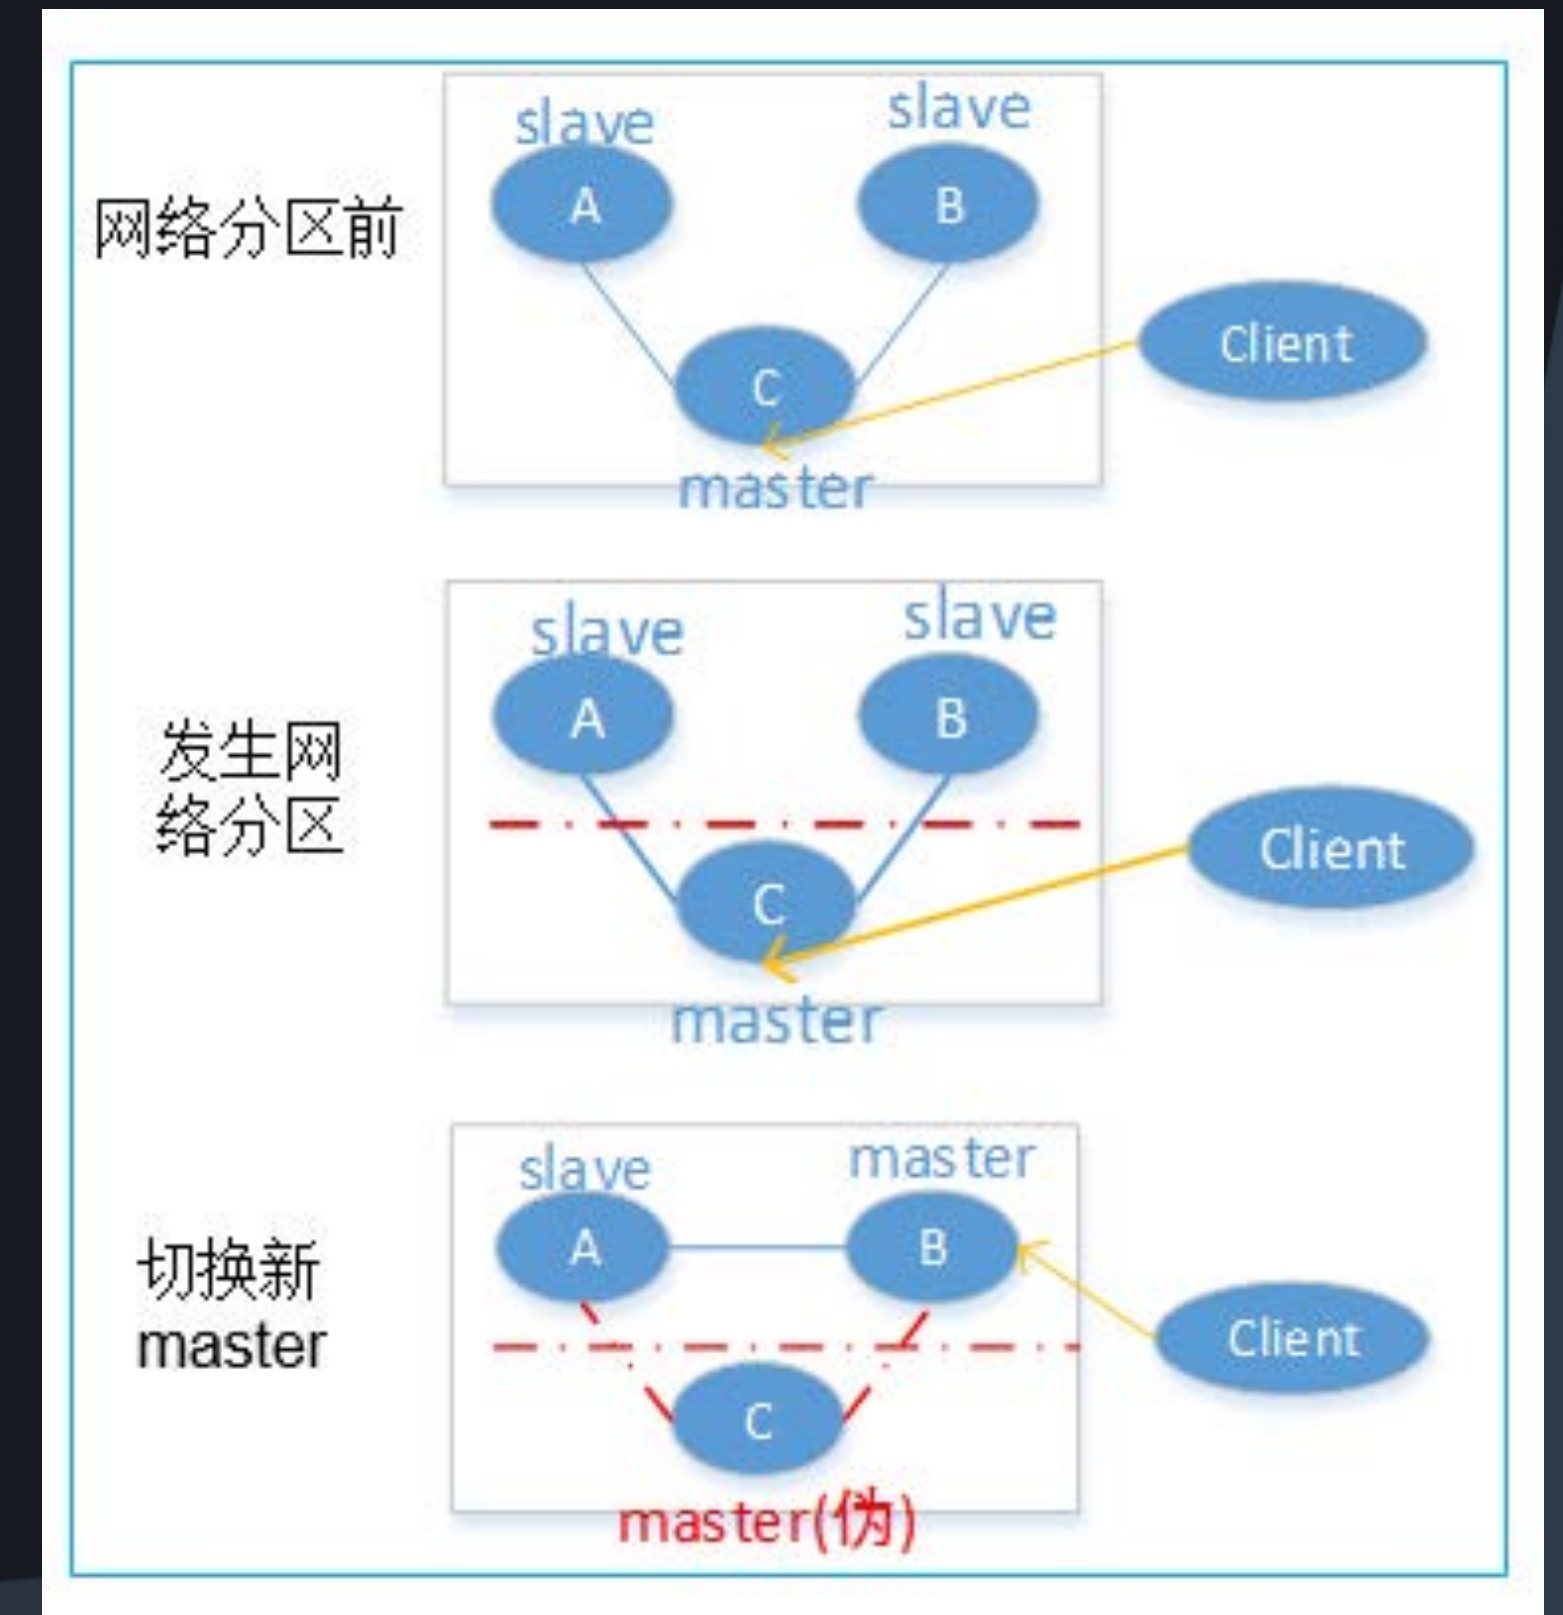 slave
slave
A
B
网络分区前
Client
C
master
slave
slave
A
B
发生网
络分区
Client
C
master
slave
master
A
B
切换新
master
Client
C
master(伪)